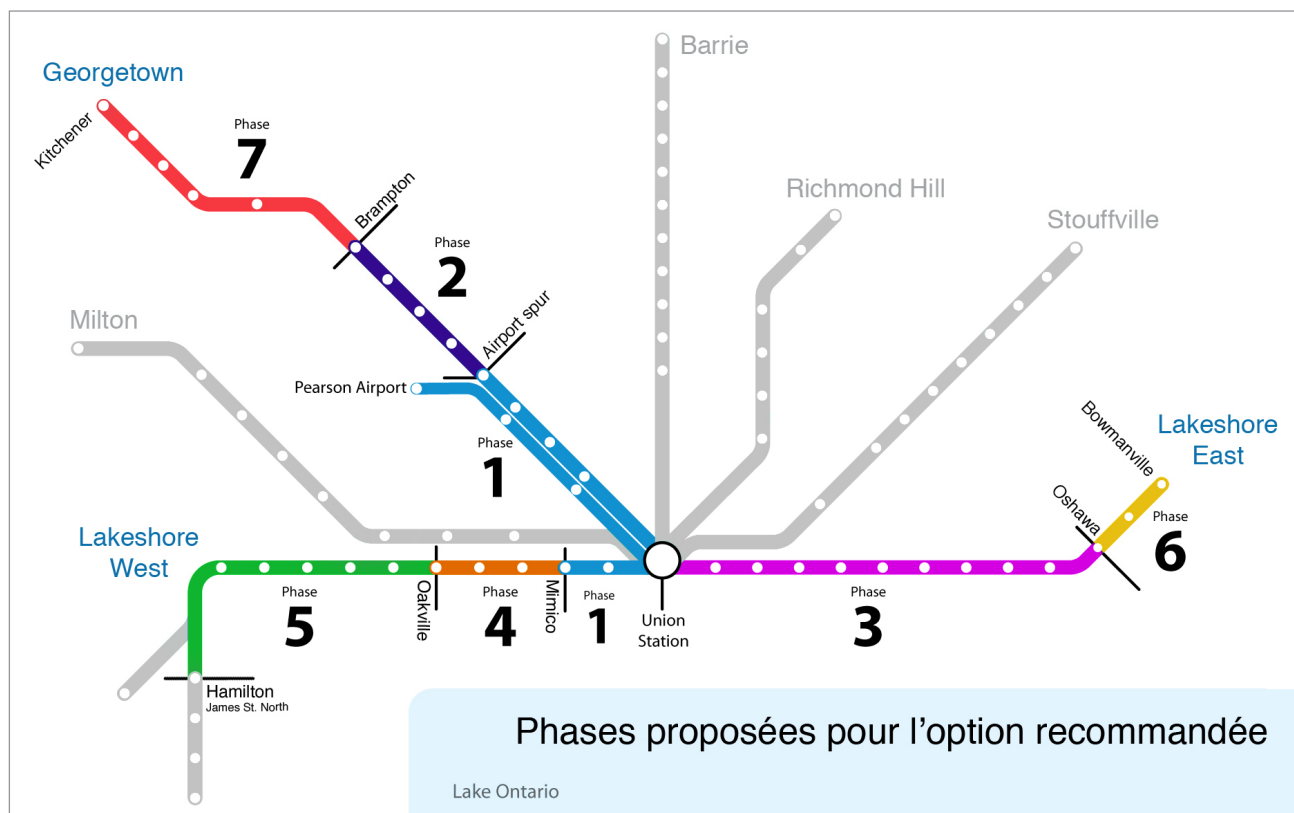 Barrie
Georgetown
Kitchener
Phase
7
Brampton
Richmond Hill
Stouffville
Phase
2
Milton
Airport spur
Pearson Airport
Phase
1
Bowmanville
Lakeshore
East
Oshawa
Phase
6
Lakeshore
West
Phase
5
Oakville
Phase
4
Mimico
Phase
1
Union
Station
Phase
3
Hamilton
James St. North
Phases proposées pour l'option recommandée
Lake Ontario